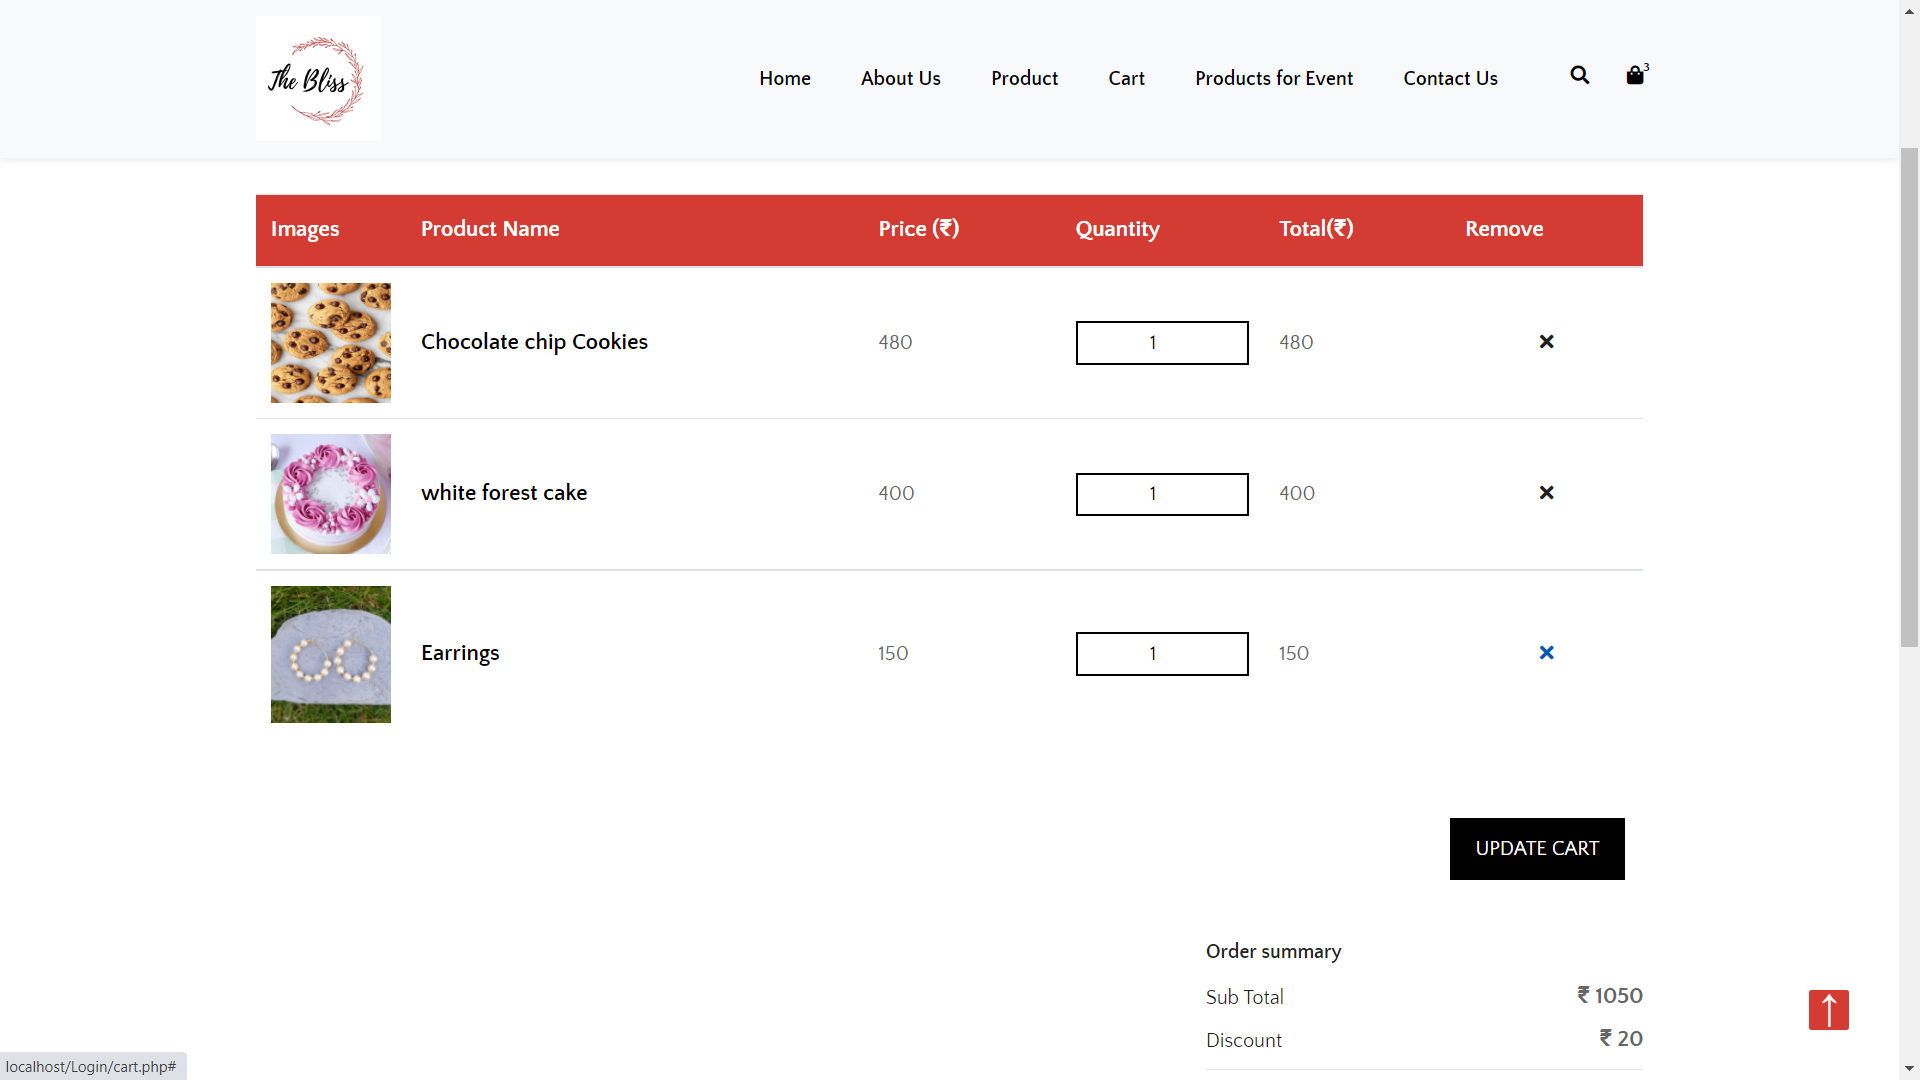 The Bliss
Home About Us Product Cart Products for Event Contact Us 3
Images Product Name Price (₹) Quantity Total(₹) Remove
Chocolate chip Cookies 480 1 480 ×
white forest cake 400 1 400 ×
Earrings 150 1 150 ×
UPDATE CART
Order summary
Sub Total ₹ 1050
Discount ₹ 20
localhost/Login/cart.php#